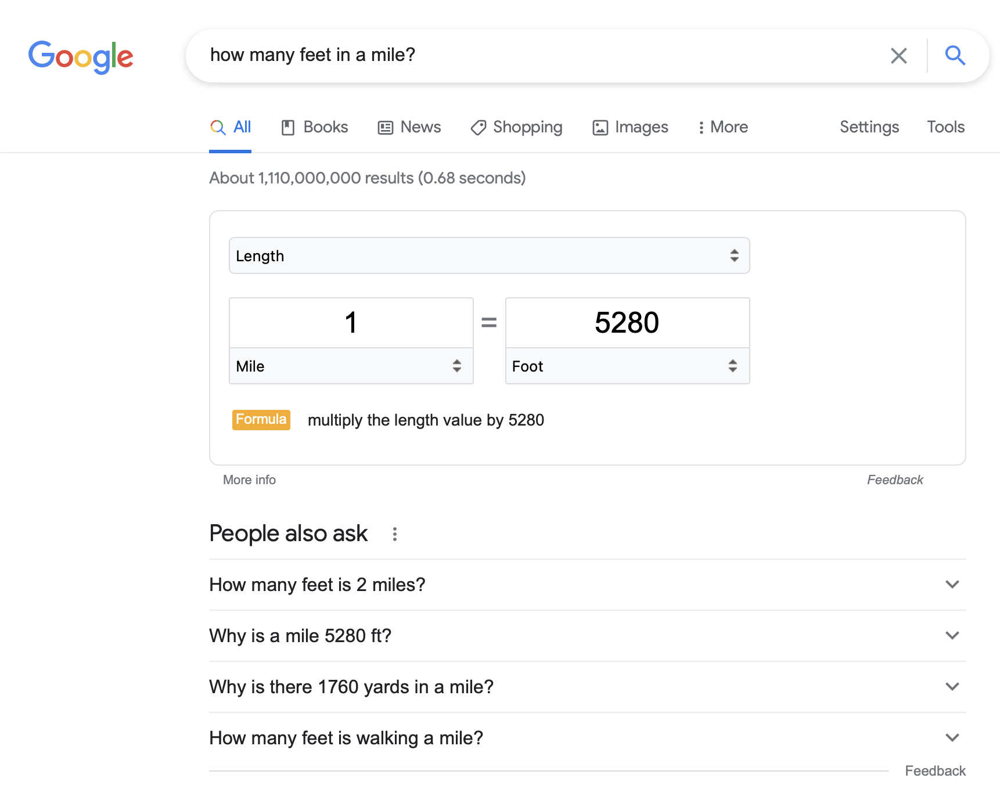 Google
how many feet in a mile?
All Books News Shopping Images More Settings Tools
About 1,110,000,000 results (0.68 seconds)
Length
1 = 5280
Mile Foot
Formula multiply the length value by 5280
More info Feedback
People also ask
How many feet is 2 miles?
Why is a mile 5280 ft?
Why is there 1760 yards in a mile?
How many feet is walking a mile?
Feedback